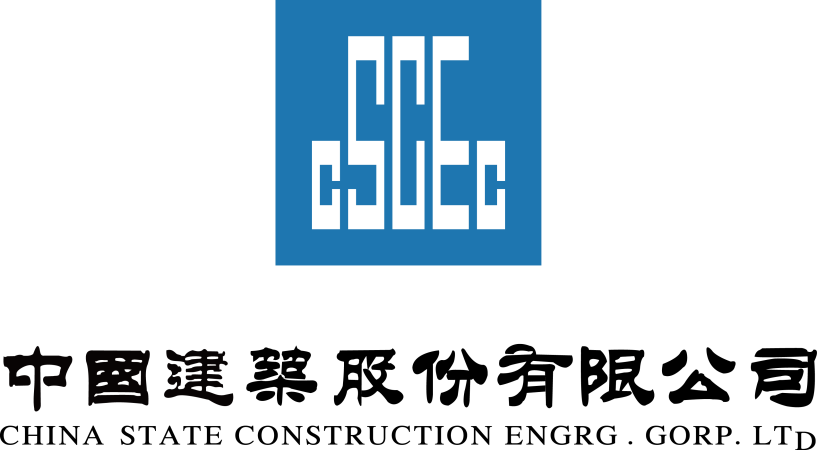 cSCEc
中國建築股份有限公司
CHINA STATE CONSTRUCTION ENGRG . GORP. LTD